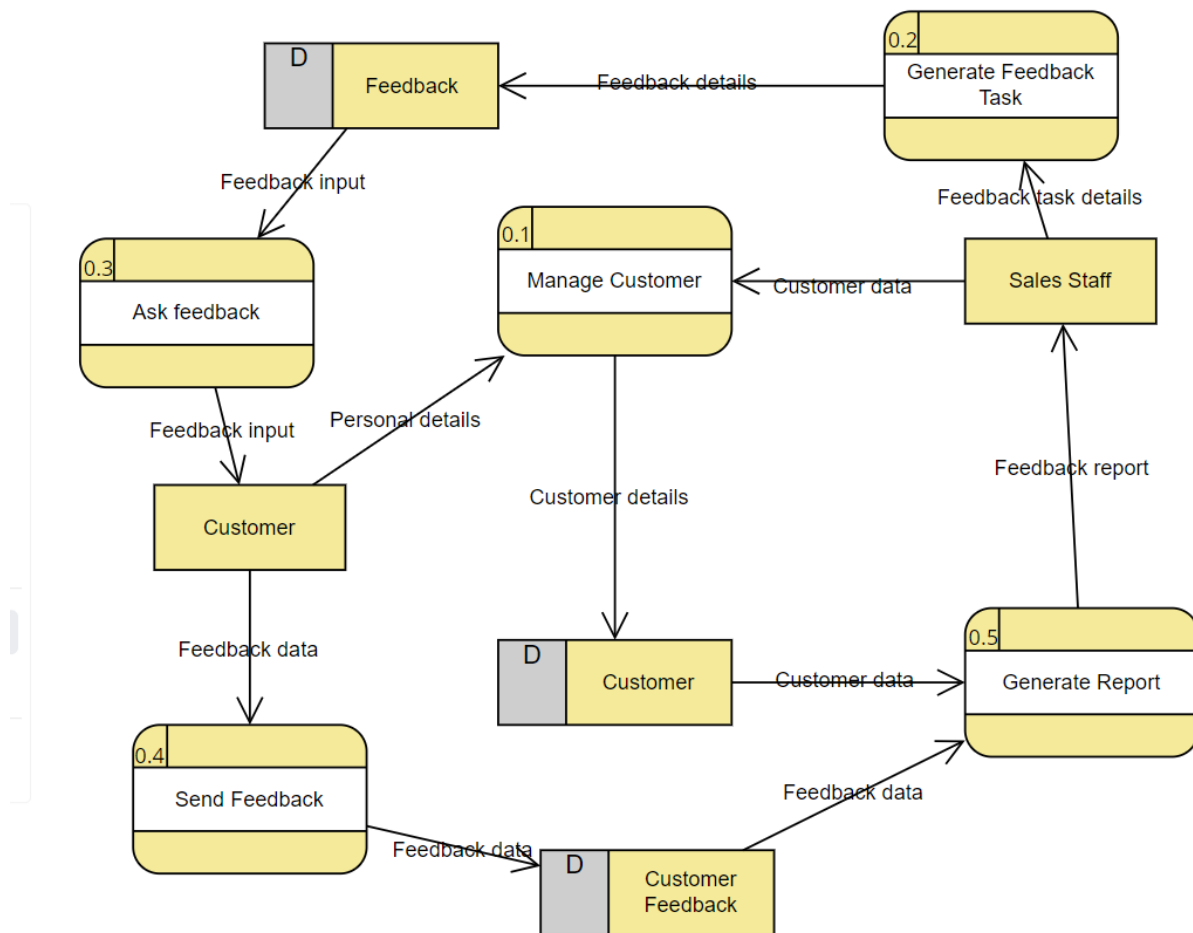 0.2
D
Feedback
Feedback details
Generate Feedback
Task
Feedback input
Feedback task details
0.1
0.3
Manage Customer
Customer data
Sales Staff
Ask feedback
Personal details
Feedback input
Feedback report
Customer details
Customer
0.5
Feedback data
D
Customer
Customer data
Generate Report
0.4
Send Feedback
Feedback data
Feedback data
D
Customer
Feedback